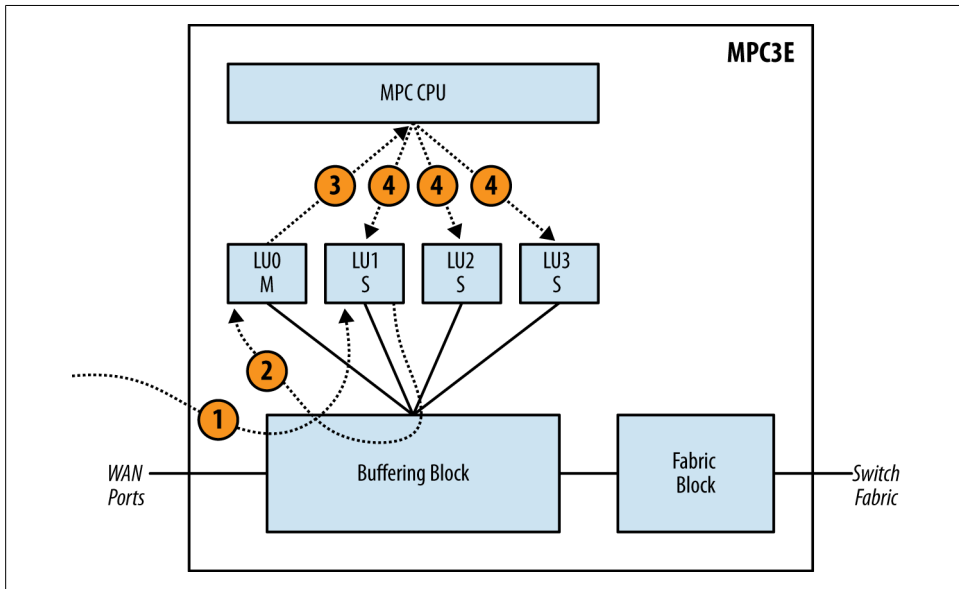 MPC3E
MPC CPU
3
4
4
4
LU0
M
LU1
S
LU2
S
LU3
S
2
1
WAN
Ports
Buffering Block
Fabric
Block
Switch
Fabric